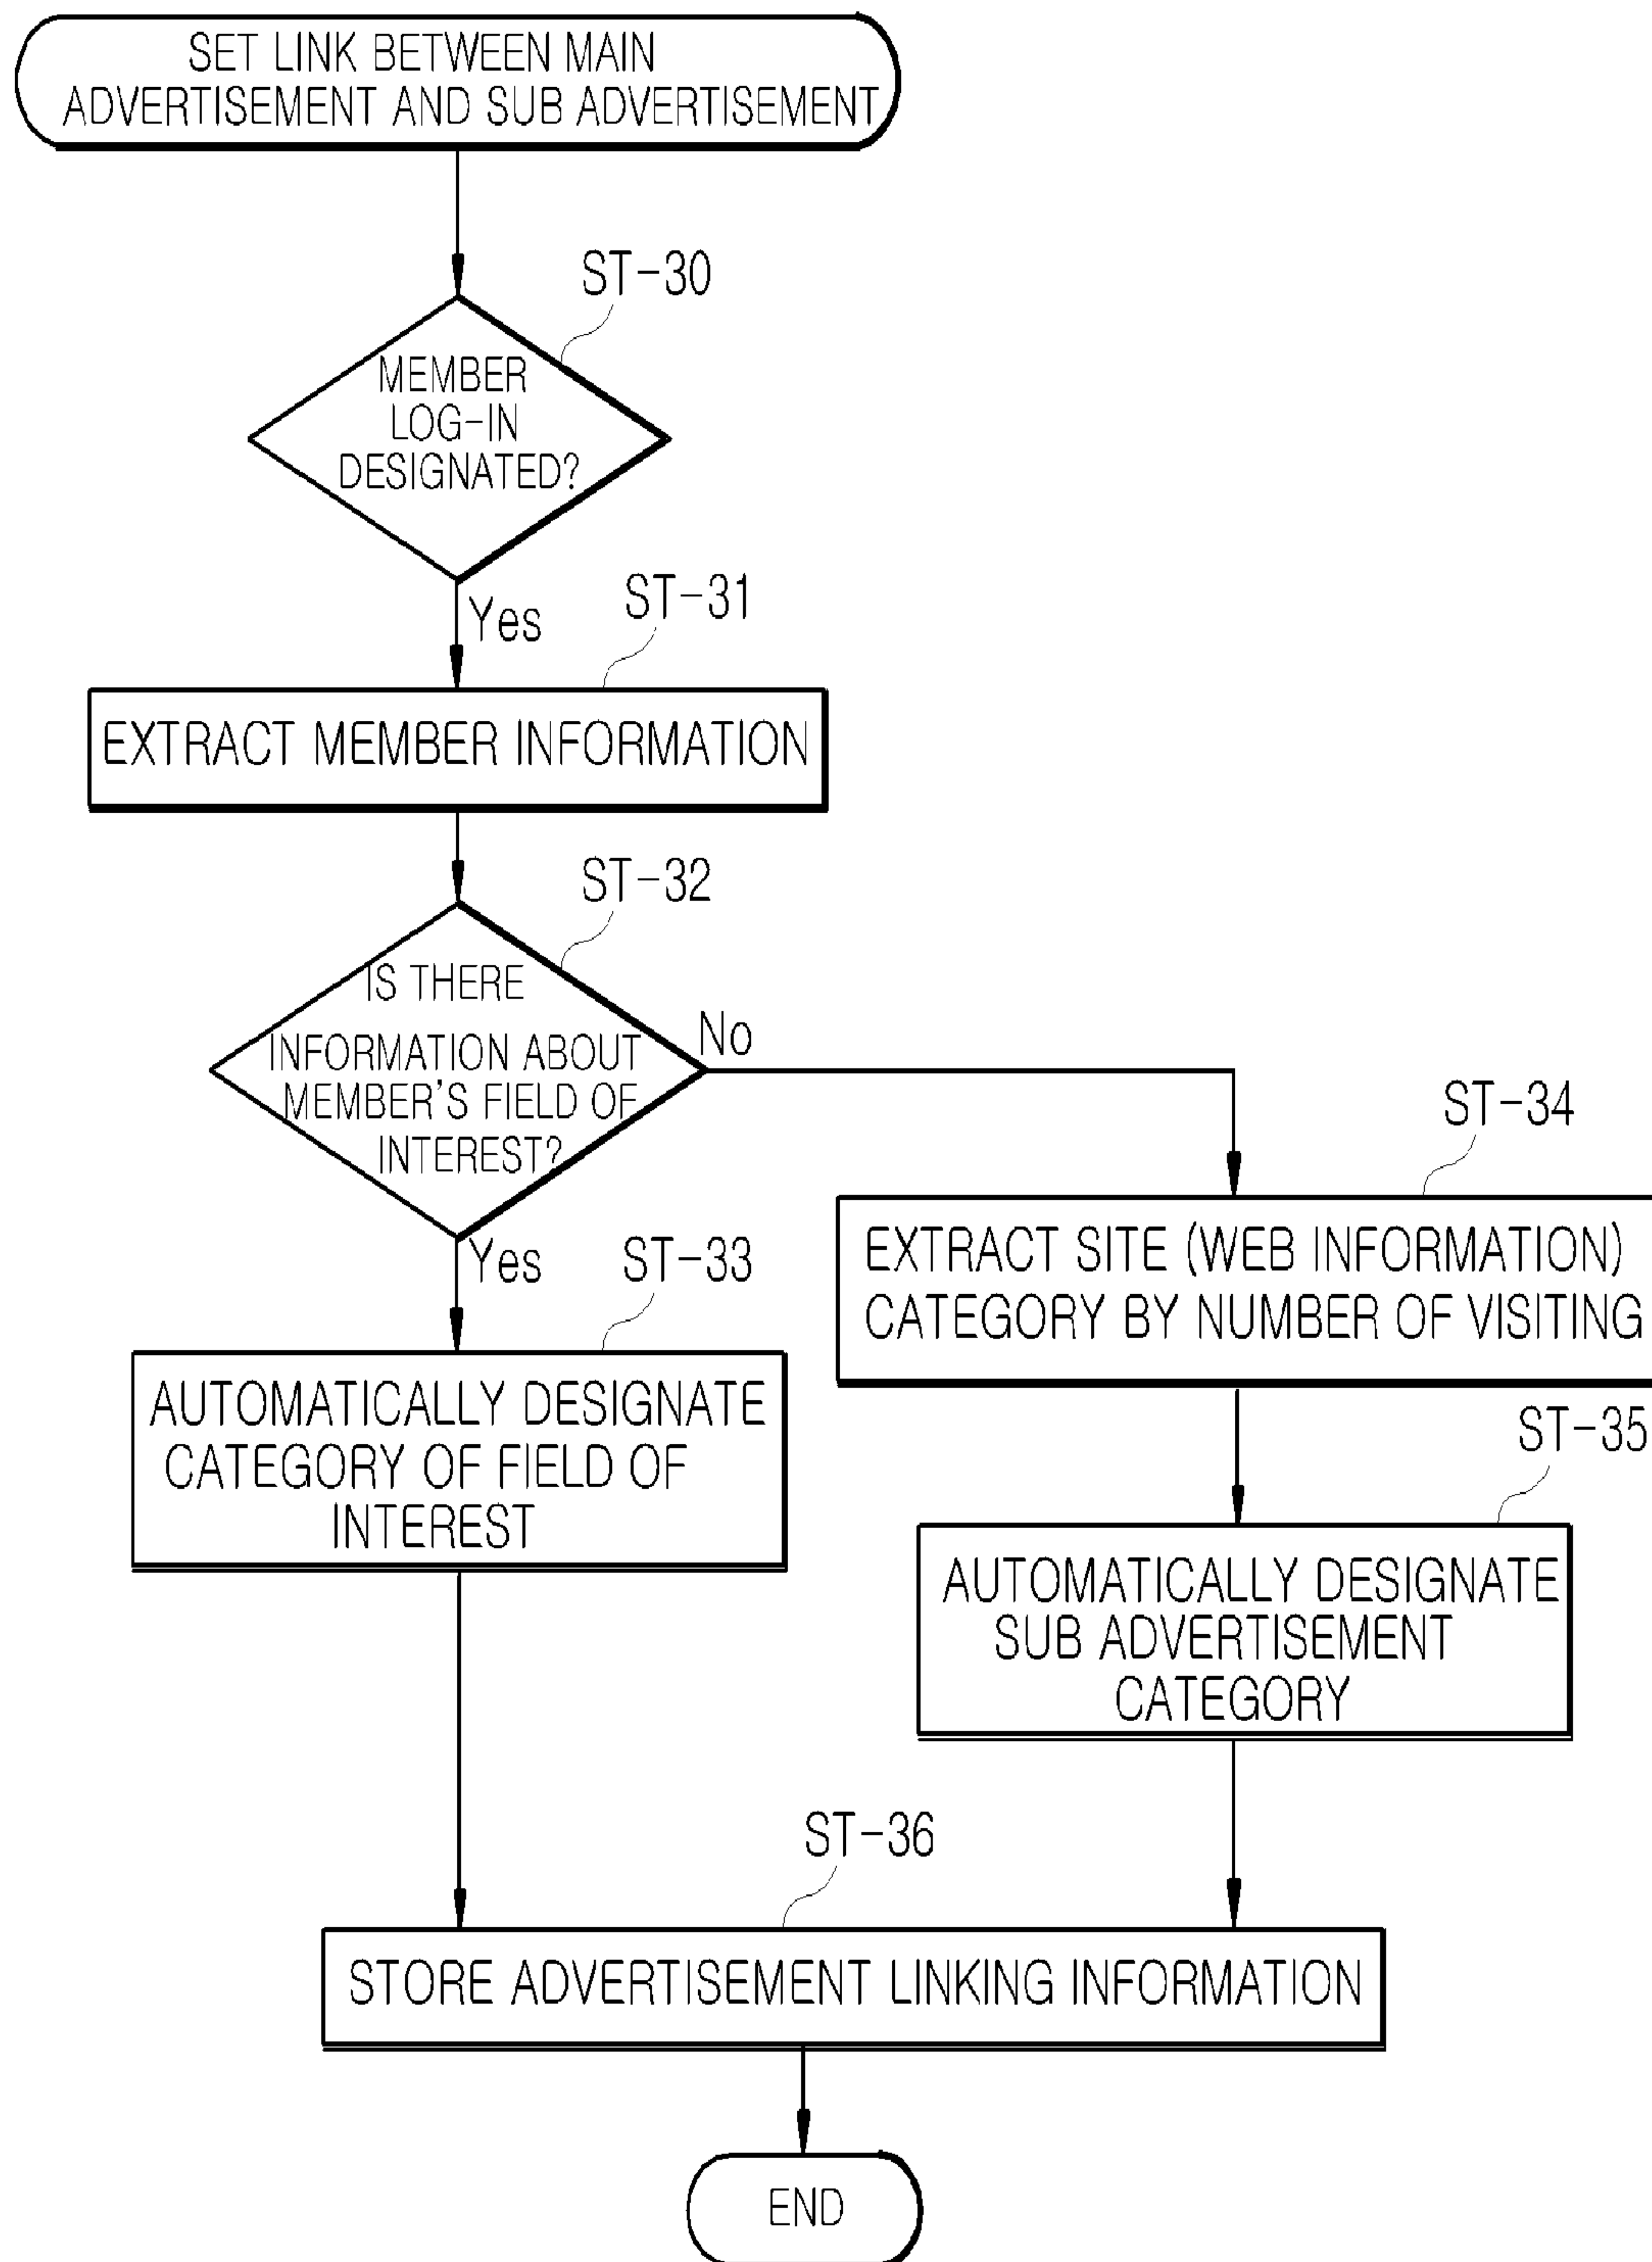 SET LINK BETWEEN MAIN
ADVERTISEMENT AND SUB ADVERTISEMENT
ST-30
MEMBER
LOG-IN
DESIGNATED?
Yes
ST-31
EXTRACT MEMBER INFORMATION
ST-32
IS THERE
INFORMATION ABOUT
MEMBER'S FIELD OF
INTEREST?
No
Yes
ST-33
AUTOMATICALLY DESIGNATE
CATEGORY OF FIELD OF
INTEREST
ST-34
EXTRACT SITE (WEB INFORMATION)
CATEGORY BY NUMBER OF VISITING
ST-35
AUTOMATICALLY DESIGNATE
SUB ADVERTISEMENT
CATEGORY
ST-36
STORE ADVERTISEMENT LINKING INFORMATION
END